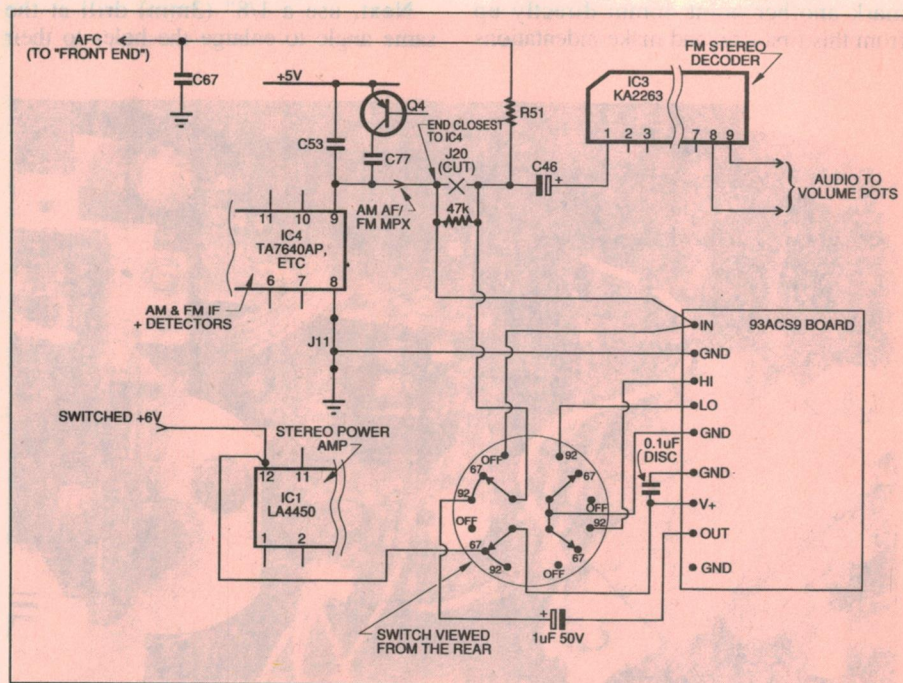 AFC
(TO "FRONT END")
C67
+5V
Q4
C53
C77
END CLOSEST
TO IC4
J20
(CUT)
R51
C46
+
FM STEREO
DECODER
IC3
KA2263
1 2 3 7 8 9
AUDIO TO
VOLUME POTS
47k
AM AF/
FM MPX
11 10 9
IC4
TA7640AP,
ETC
6 7 8
AM & FM IF
+ DETECTORS
J11
93ACS9 BOARD
IN
GND
HI
LO
GND
GND
V+
OUT
GND
0.1uF
DISC
SWITCHED +6V
STEREO POWER
AMP
12 11
IC1
LA4450
1 2
OFF
92
67
67
92
OFF
OFF
92
67
67
92
OFF
+
1uF 50V
SWITCH VIEWED
FROM THE REAR